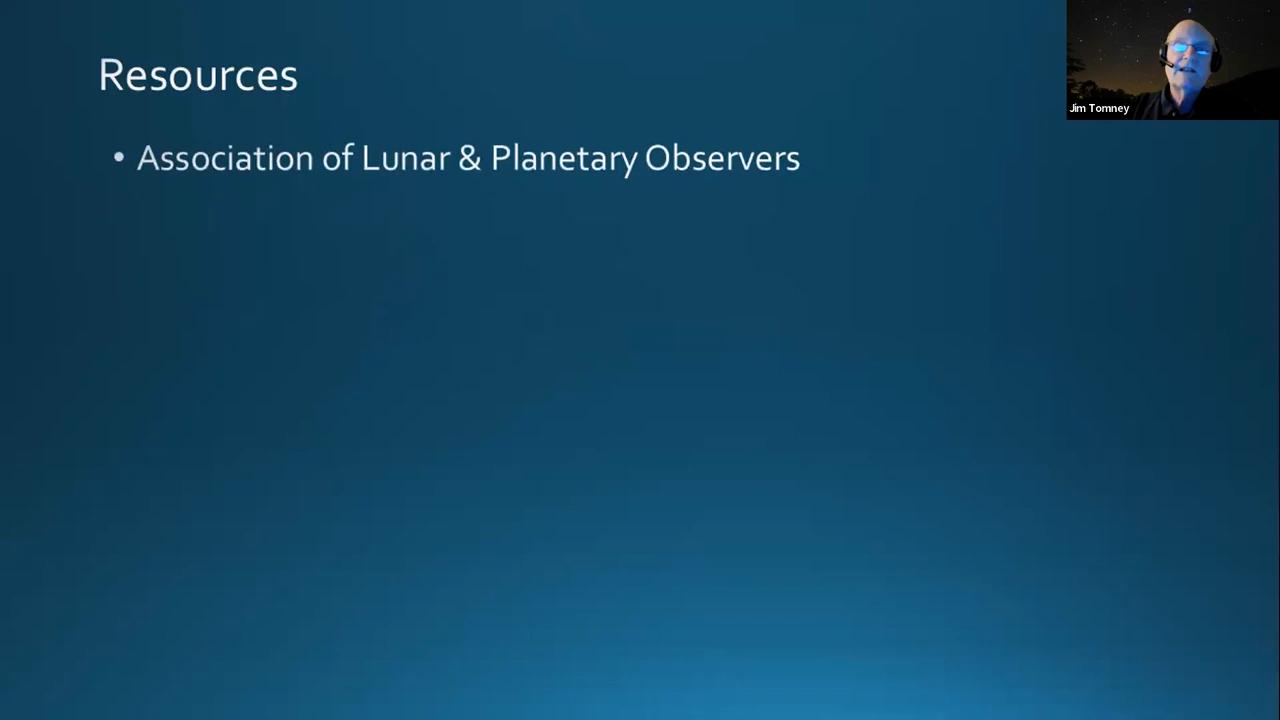 Resources
• Association of Lunar & Planetary Observers
Jim Tomney